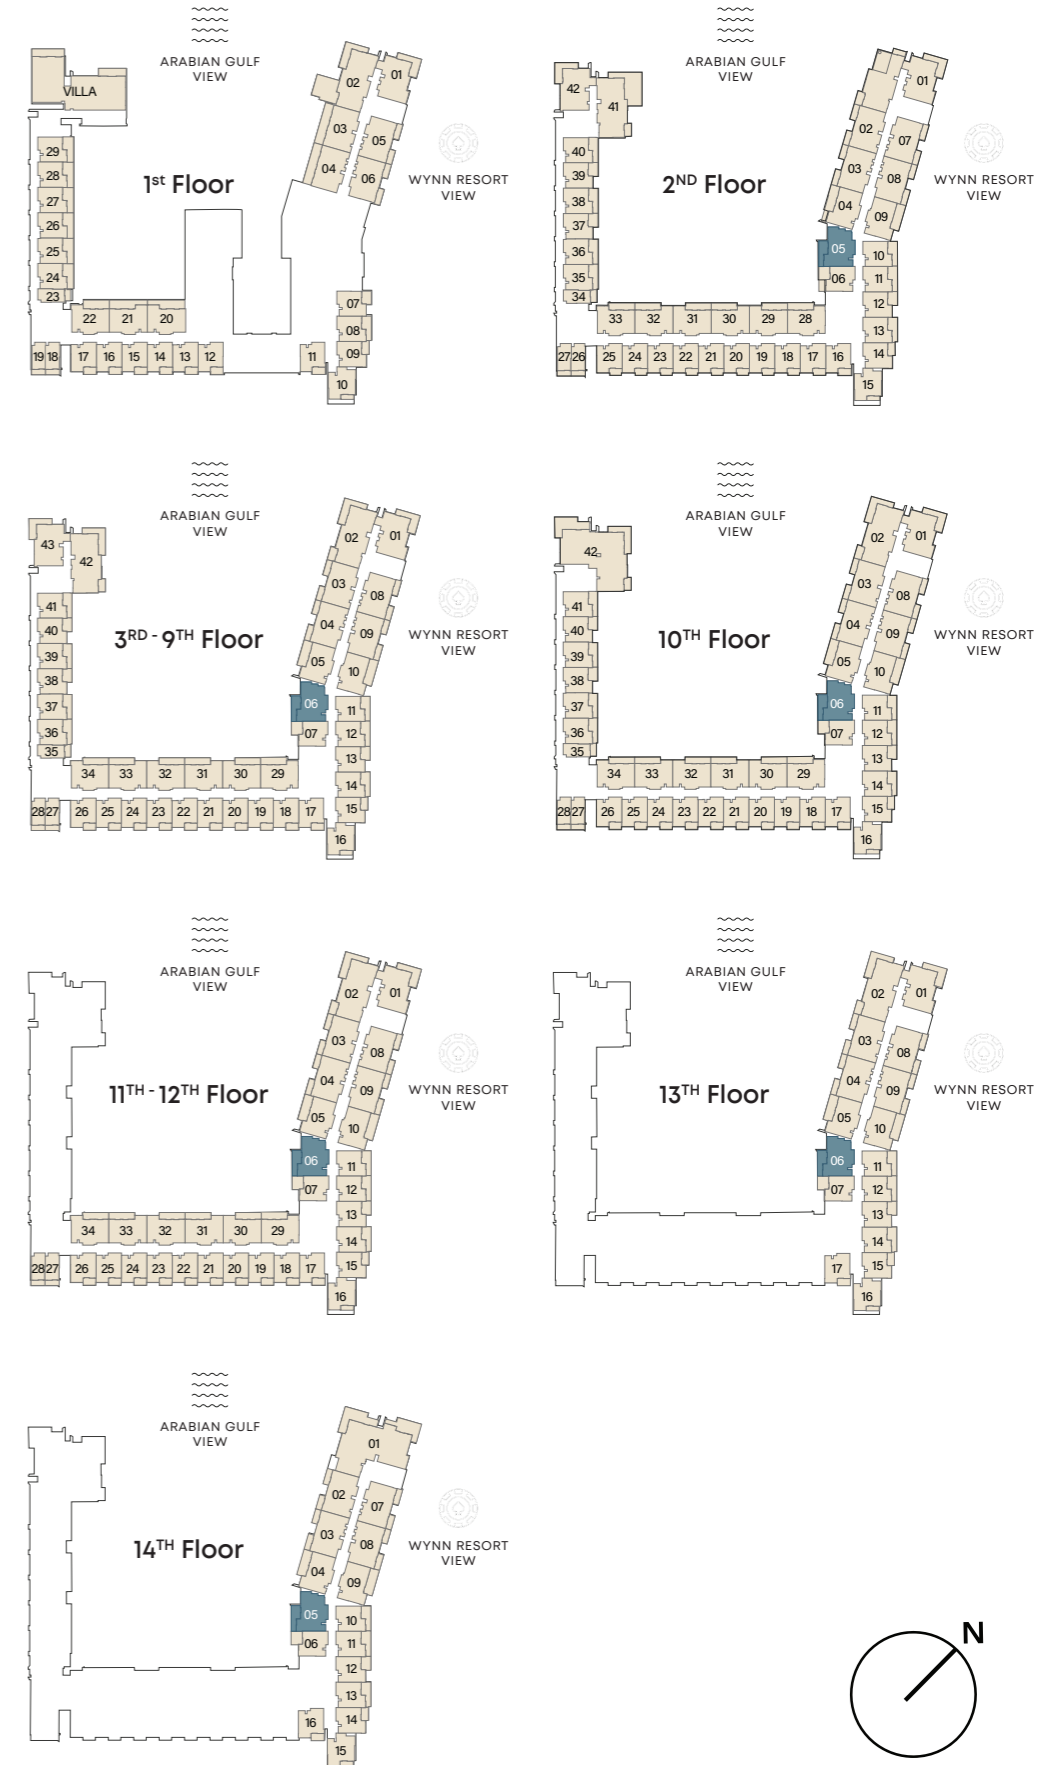 ARABIAN GULF
VIEW
VILLA
02
01
03
05
04
06
29
28
27
26
25
24
23
1st Floor
WYNN RESORT
VIEW
22 21 20
07
08
09
19 18 17 16 15 14 13 12 11
10
ARABIAN GULF
VIEW
42
41
01
02
07
03
08
04
09
40
39
38
37
36
35
34
2ND Floor
WYNN RESORT
VIEW
05
06
10
11
12
13
14
33 32 31 30 29 28
27 26 25 24 23 22 21 20 19 18 17 16
15
ARABIAN GULF
VIEW
43
42
02
01
03
08
04
09
05
10
41
40
39
38
37
36
35
3RD - 9TH Floor
WYNN RESORT
VIEW
06
07
11
12
13
14
15
34 33 32 31 30 29
28 27 26 25 24 23 22 21 20 19 18 17
16
ARABIAN GULF
VIEW
42
02
01
03
08
04
09
05
10
41
40
39
38
37
36
35
10TH Floor
WYNN RESORT
VIEW
06
07
11
12
13
14
15
34 33 32 31 30 29
28 27 26 25 24 23 22 21 20 19 18 17
16
ARABIAN GULF
VIEW
02
01
03
08
04
09
05
10
11TH - 12TH Floor
WYNN RESORT
VIEW
06
07
11
12
13
14
15
34 33 32 31 30 29
28 27 26 25 24 23 22 21 20 19 18 17
16
ARABIAN GULF
VIEW
02
01
03
08
04
09
05
10
13TH Floor
WYNN RESORT
VIEW
06
07
11
12
13
14
15
17
16
ARABIAN GULF
VIEW
01
02
07
03
08
04
09
14TH Floor
WYNN RESORT
VIEW
05
06
10
11
12
13
14
16
15
N